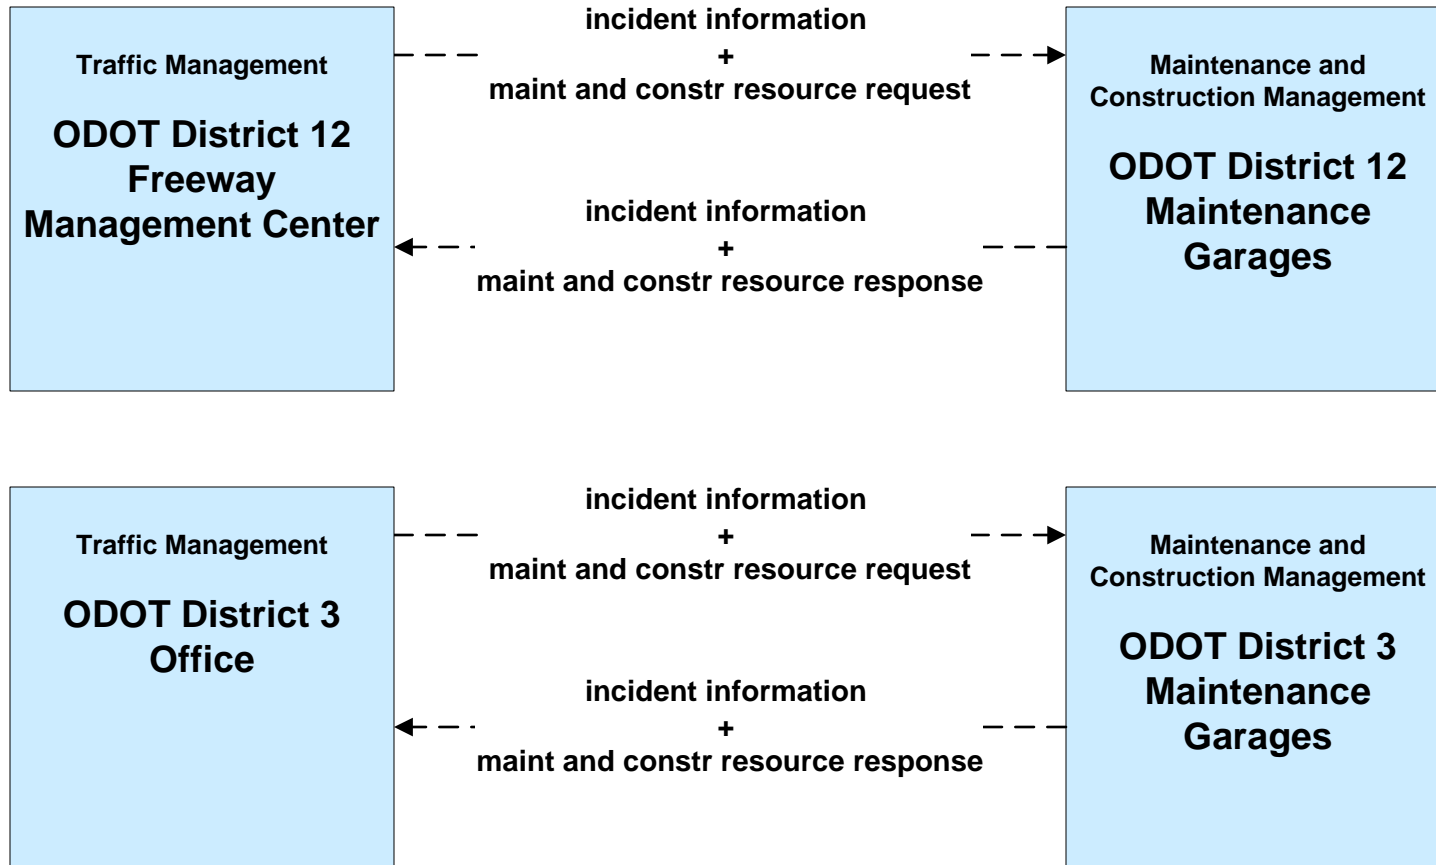 Traffic Management
ODOT District 12
Freeway
Management Center
incident information
+
maint and constr resource request
incident information
+
maint and constr resource response
Maintenance and
Construction Management
ODOT District 12
Maintenance
Garages
Traffic Management
ODOT District 3
Office
incident information
+
maint and constr resource request
incident information
+
maint and constr resource response
Maintenance and
Construction Management
ODOT District 3
Maintenance
Garages